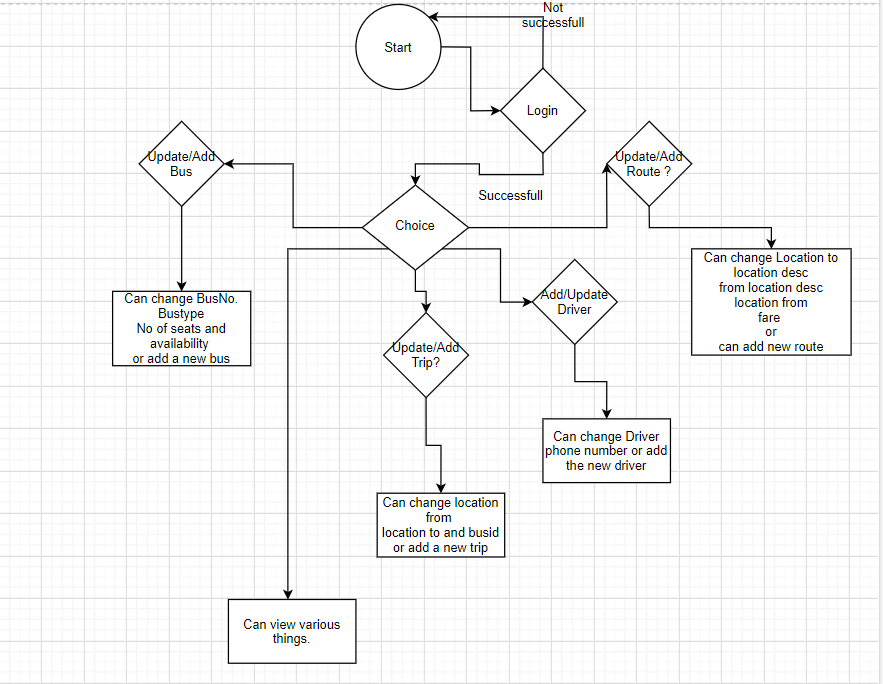 Not
successfull
Start
Login
Update/Add
Bus
Update/Add
Route ?
Successfull
Choice
Can change Location to
location desc
from location desc
location from
fare
or
can add new route
Can change BusNo.
Bustype
No of seats and
availability
or add a new bus
Add/Update
Driver
Update/Add
Trip?
Can change Driver
phone number or add
the new driver
Can change location
from
location to and busid
or add a new trip
Can view various
things.